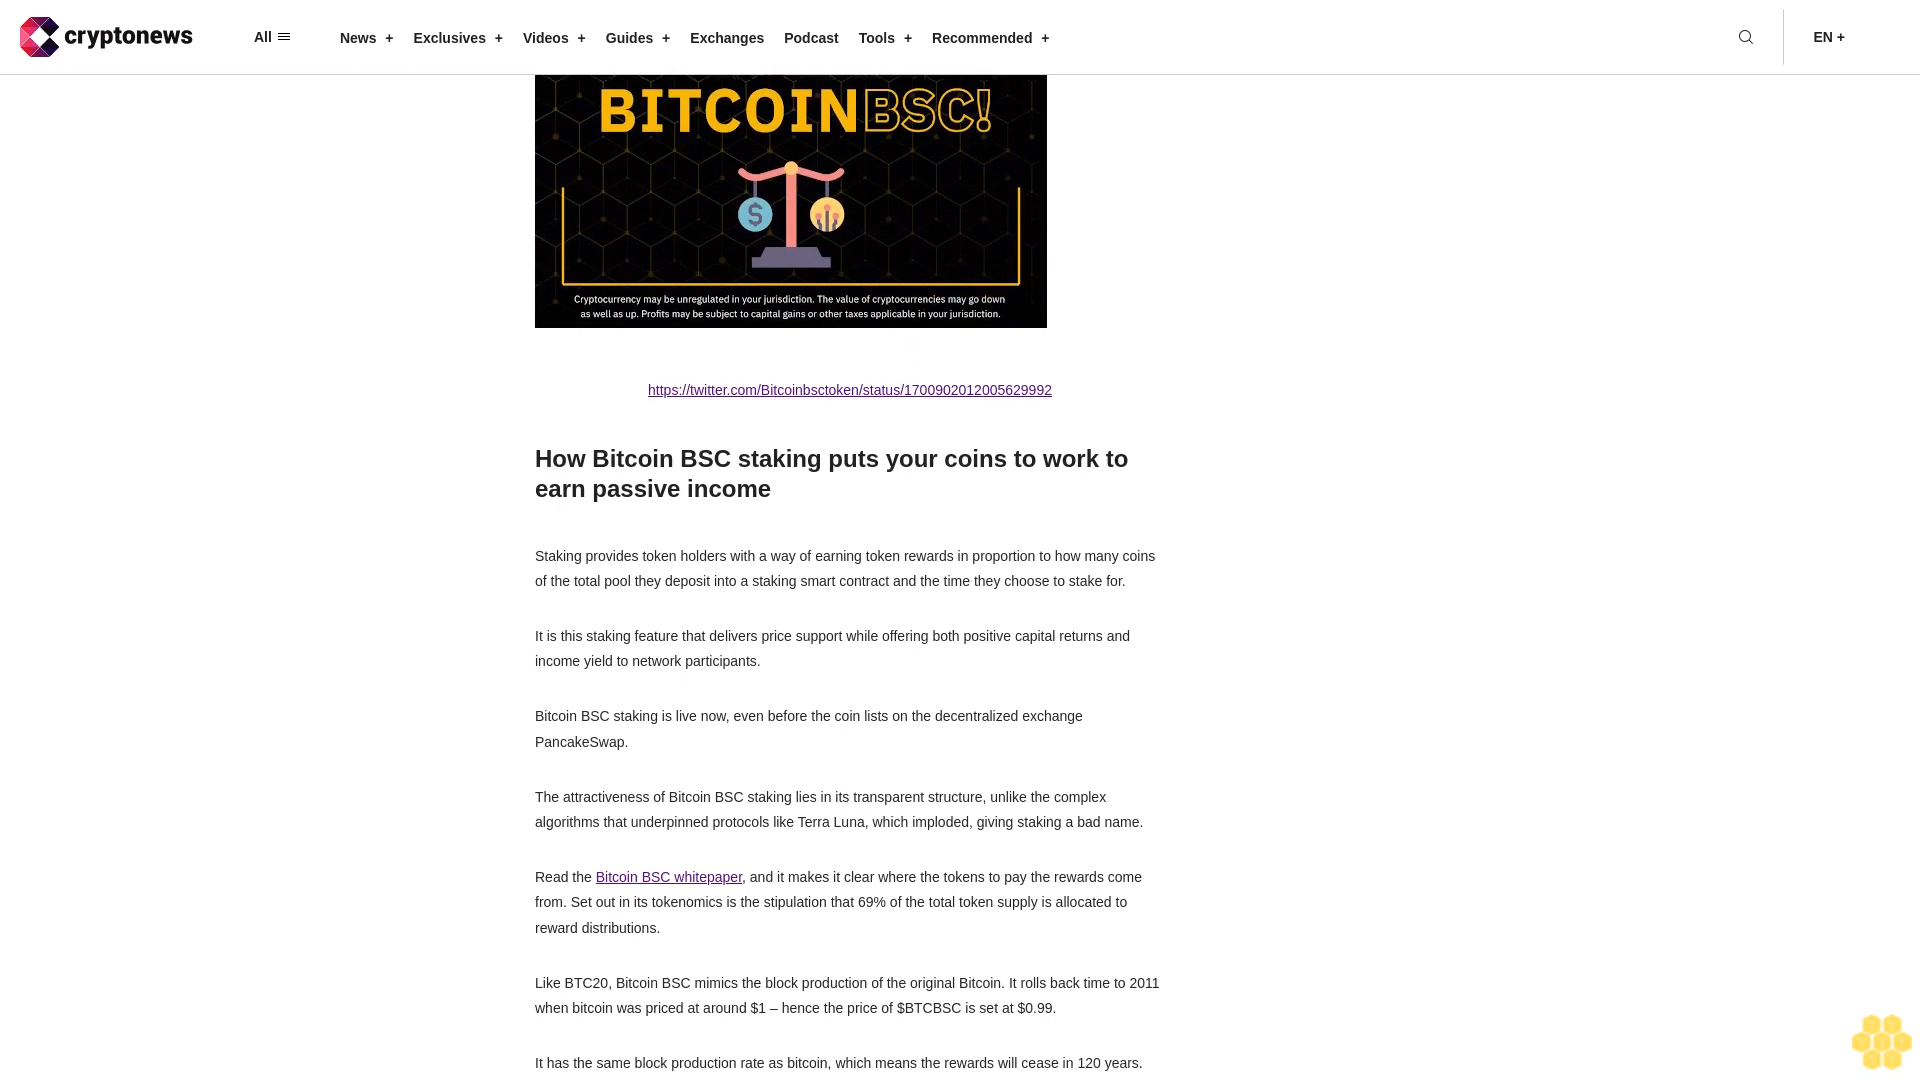 cryptonews
All
News + Exclusives + Videos + Guides + Exchanges Podcast Tools + Recommended +
EN +
BITCOINBSC!
$
Cryptocurrency may be unregulated in your jurisdiction. The value of cryptocurrencies may go down
as well as up. Profits may be subject to capital gains or other taxes applicable in your jurisdiction.
https://twitter.com/Bitcoinbsctoken/status/1700902012005629992
How Bitcoin BSC staking puts your coins to work to
earn passive income
Staking provides token holders with a way of earning token rewards in proportion to how many coins
of the total pool they deposit into a staking smart contract and the time they choose to stake for.
It is this staking feature that delivers price support while offering both positive capital returns and
income yield to network participants.
Bitcoin BSC staking is live now, even before the coin lists on the decentralized exchange
PancakeSwap.
The attractiveness of Bitcoin BSC staking lies in its transparent structure, unlike the complex
algorithms that underpinned protocols like Terra Luna, which imploded, giving staking a bad name.
Read the Bitcoin BSC whitepaper, and it makes it clear where the tokens to pay the rewards come
from. Set out in its tokenomics is the stipulation that 69% of the total token supply is allocated to
reward distributions.
Like BTC20, Bitcoin BSC mimics the block production of the original Bitcoin. It rolls back time to 2011
when bitcoin was priced at around $1 – hence the price of $BTCBSC is set at $0.99.
It has the same block production rate as bitcoin, which means the rewards will cease in 120 years.